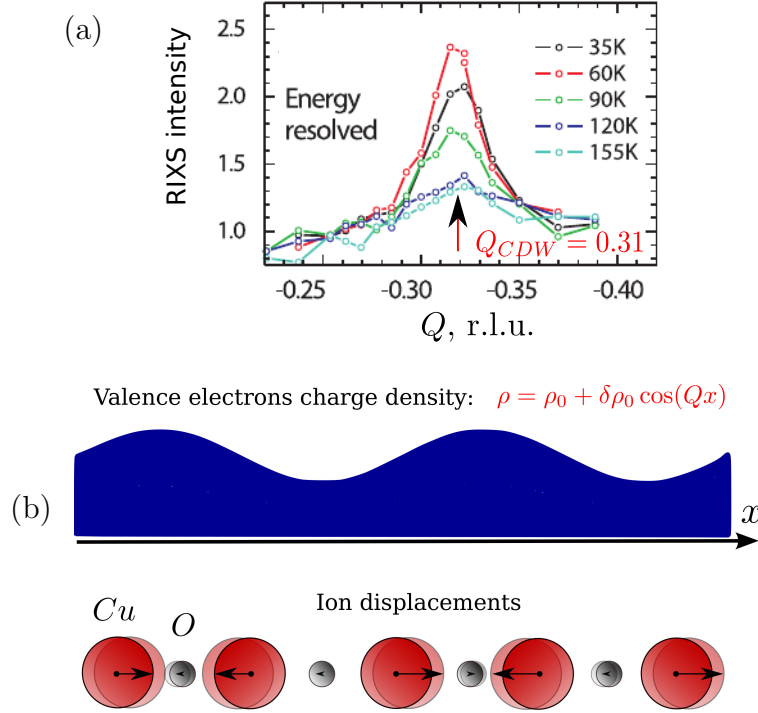 (a)
RIXS intensity
2.5
2.0
1.5
1.0
Energy
resolved
35K
60K
90K
120K
155K
Q_{CDW} = 0.31
-0.25
-0.30
-0.35
-0.40
Q, r.l.u.
Valence electrons charge density: ρ = ρ₀ + δρ₀ cos(Qx)
(b)
x
Ion displacements
Cu
O